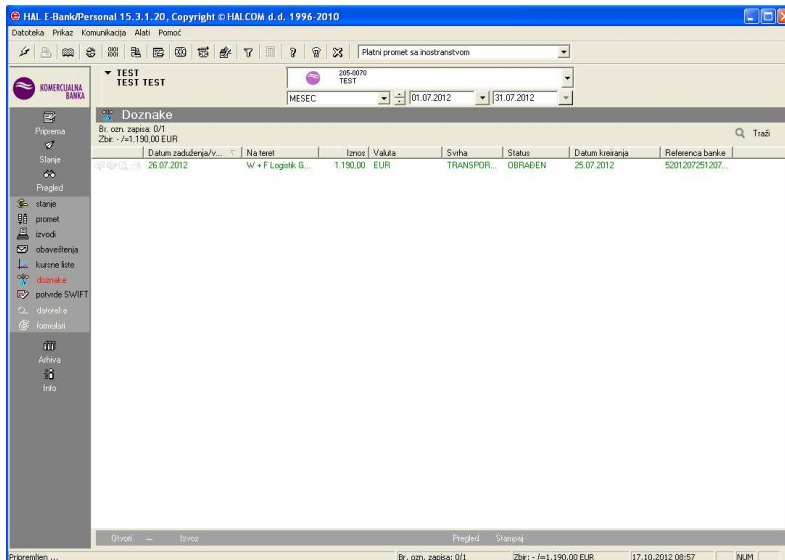 HAL E-Bank/Personal 15.3.1.20, Copyright © HALCOM d.d. 1996-2010
Datoteka Prikaz Komunikacija Alati Pomoć
Platni promet sa inostranstvom
KOMERCIJALNA
BANKA
TEST
TEST TEST
205-0070
TEST
MESEC 01.07.2012 31.07.2012
Doznake
Br. ozn. zapisa: 0/1
Zbir: - /=1.190,00 EUR
Traži
Datum zaduženja/v... Na teret Iznos Valuta Svrha Status Datum kreiranja Referenca banke
26.07.2012 W + F Logistik G... 1.190,00 EUR TRANSPOR... OBRAĐEN 25.07.2012 5201207251207...
Priprema
Slanje
Pregled
stanje
promet
izvodi
obaveštenja
kursne liste
doznake
potvrde SWIFT
formulari
Arhiva
Info
Otvori Izvoz Pregled Štampaj
Pripremljen ... Br. ozn. zapisa: 0/1 Zbir: - /=1.190,00 EUR 17.10.2012 08:57 NUM